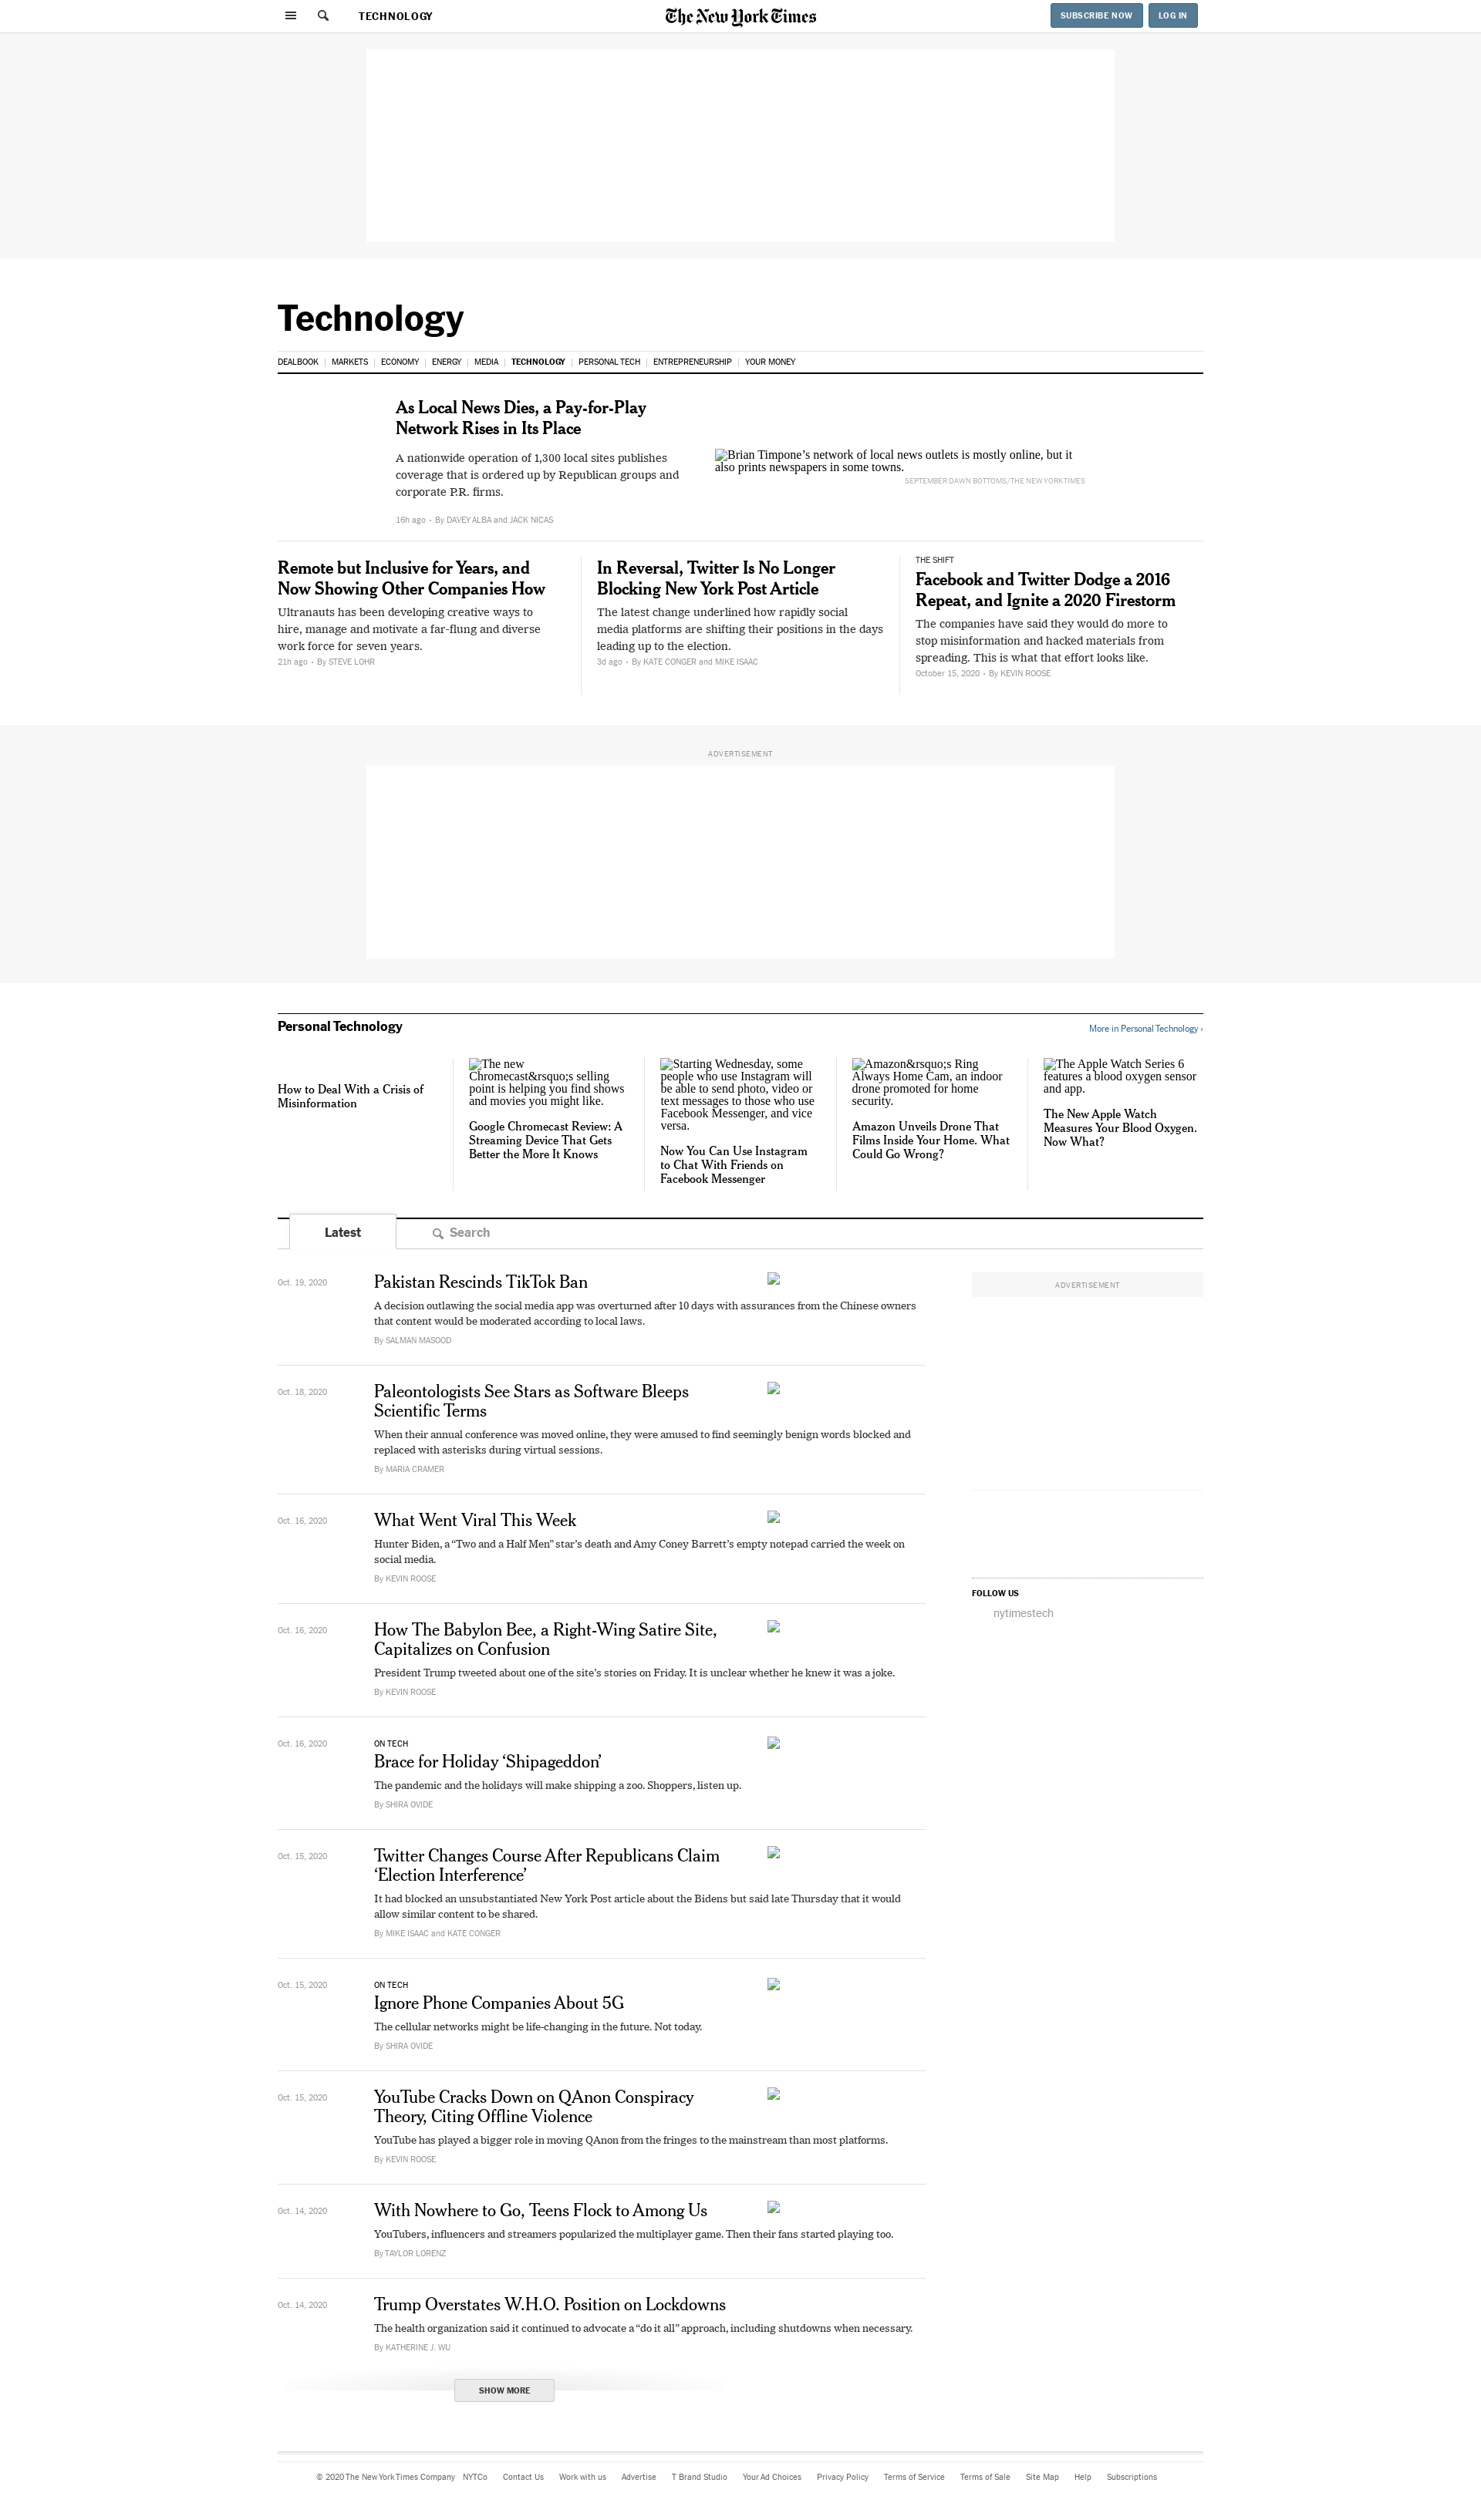 TECHNOLOGY
The New York Times
SUBSCRIBE NOW
LOG IN
Technology
DEALBOOK | MARKETS | ECONOMY | ENERGY | MEDIA | TECHNOLOGY | PERSONAL TECH | ENTREPRENEURSHIP | YOUR MONEY
As Local News Dies, a Pay-for-Play
Network Rises in Its Place
A nationwide operation of 1,300 local sites publishes
coverage that is ordered up by Republican groups and
corporate P.R. firms.
16h ago • By DAVEY ALBA and JACK NICAS
Brian Timpone’s network of local news outlets is mostly online, but it
also prints newspapers in some towns.
SEPTEMBER DAWN BOTTOMS/THE NEW YORK TIMES
Remote but Inclusive for Years, and
Now Showing Other Companies How
Ultranauts has been developing creative ways to
hire, manage and motivate a far-flung and diverse
work force for seven years.
21h ago • By STEVE LOHR
In Reversal, Twitter Is No Longer
Blocking New York Post Article
The latest change underlined how rapidly social
media platforms are shifting their positions in the days
leading up to the election.
3d ago • By KATE CONGER and MIKE ISAAC
THE SHIFT
Facebook and Twitter Dodge a 2016
Repeat, and Ignite a 2020 Firestorm
The companies have said they would do more to
stop misinformation and hacked materials from
spreading. This is what that effort looks like.
October 15, 2020 • By KEVIN ROOSE
ADVERTISEMENT
Personal Technology
More in Personal Technology ›
How to Deal With a Crisis of
Misinformation
The new
Chromecast&rsquo;s selling
point is helping you find shows
and movies you might like.
Google Chromecast Review: A
Streaming Device That Gets
Better the More It Knows
Starting Wednesday, some
people who use Instagram will
be able to send photo, video or
text messages to those who use
Facebook Messenger, and vice
versa.
Now You Can Use Instagram
to Chat With Friends on
Facebook Messenger
Amazon&rsquo;s Ring
Always Home Cam, an indoor
drone promoted for home
security.
Amazon Unveils Drone That
Films Inside Your Home. What
Could Go Wrong?
The Apple Watch Series 6
features a blood oxygen sensor
and app.
The New Apple Watch
Measures Your Blood Oxygen.
Now What?
Latest
Search
Oct. 19, 2020
Pakistan Rescinds TikTok Ban
A decision outlawing the social media app was overturned after 10 days with assurances from the Chinese owners
that content would be moderated according to local laws.
By SALMAN MASOOD
ADVERTISEMENT
Oct. 18, 2020
Paleontologists See Stars as Software Bleeps
Scientific Terms
When their annual conference was moved online, they were amused to find seemingly benign words blocked and
replaced with asterisks during virtual sessions.
By MARIA CRAMER
Oct. 16, 2020
What Went Viral This Week
Hunter Biden, a “Two and a Half Men” star’s death and Amy Coney Barrett’s empty notepad carried the week on
social media.
By KEVIN ROOSE
FOLLOW US
nytimestech
Oct. 16, 2020
How The Babylon Bee, a Right-Wing Satire Site,
Capitalizes on Confusion
President Trump tweeted about one of the site’s stories on Friday. It is unclear whether he knew it was a joke.
By KEVIN ROOSE
Oct. 16, 2020
ON TECH
Brace for Holiday ‘Shipageddon’
The pandemic and the holidays will make shipping a zoo. Shoppers, listen up.
By SHIRA OVIDE
Oct. 15, 2020
Twitter Changes Course After Republicans Claim
‘Election Interference’
It had blocked an unsubstantiated New York Post article about the Bidens but said late Thursday that it would
allow similar content to be shared.
By MIKE ISAAC and KATE CONGER
Oct. 15, 2020
ON TECH
Ignore Phone Companies About 5G
The cellular networks might be life-changing in the future. Not today.
By SHIRA OVIDE
Oct. 15, 2020
YouTube Cracks Down on QAnon Conspiracy
Theory, Citing Offline Violence
YouTube has played a bigger role in moving QAnon from the fringes to the mainstream than most platforms.
By KEVIN ROOSE
Oct. 14, 2020
With Nowhere to Go, Teens Flock to Among Us
YouTubers, influencers and streamers popularized the multiplayer game. Then their fans started playing too.
By TAYLOR LORENZ
Oct. 14, 2020
Trump Overstates W.H.O. Position on Lockdowns
The health organization said it continued to advocate a “do it all” approach, including shutdowns when necessary.
By KATHERINE J. WU
SHOW MORE
© 2020 The New York Times Company NYTCo Contact Us Work with us Advertise T Brand Studio Your Ad Choices Privacy Policy Terms of Service Terms of Sale Site Map Help Subscriptions